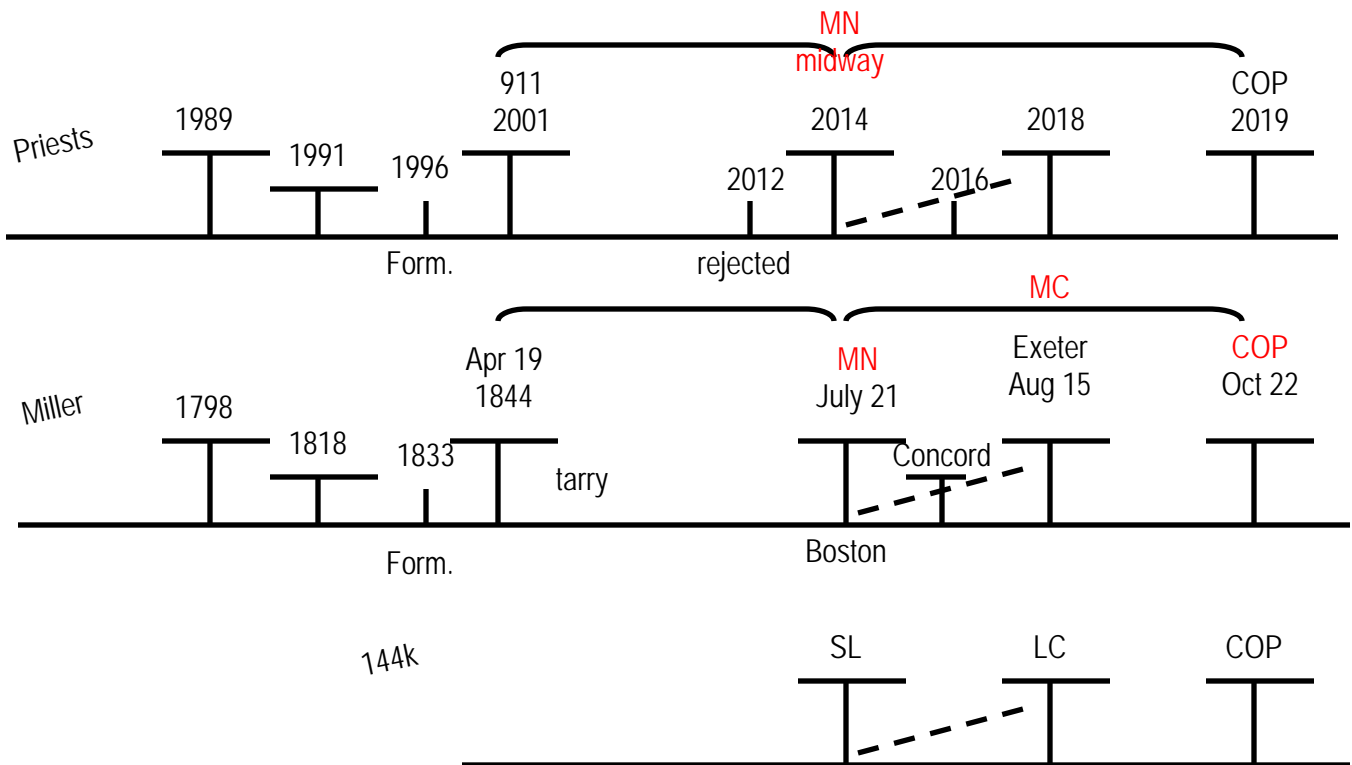 MN
midway
911
COP
1989
2001
2014
2018
2019
Priests
1991
1996
2012
2016
Form.
rejected
MC
Apr 19
MN
Exeter
COP
1844
July 21
Aug 15
Oct 22
Miller
1798
1818
1833
Concord
tarry
Form.
Boston
144k
SL
LC
COP